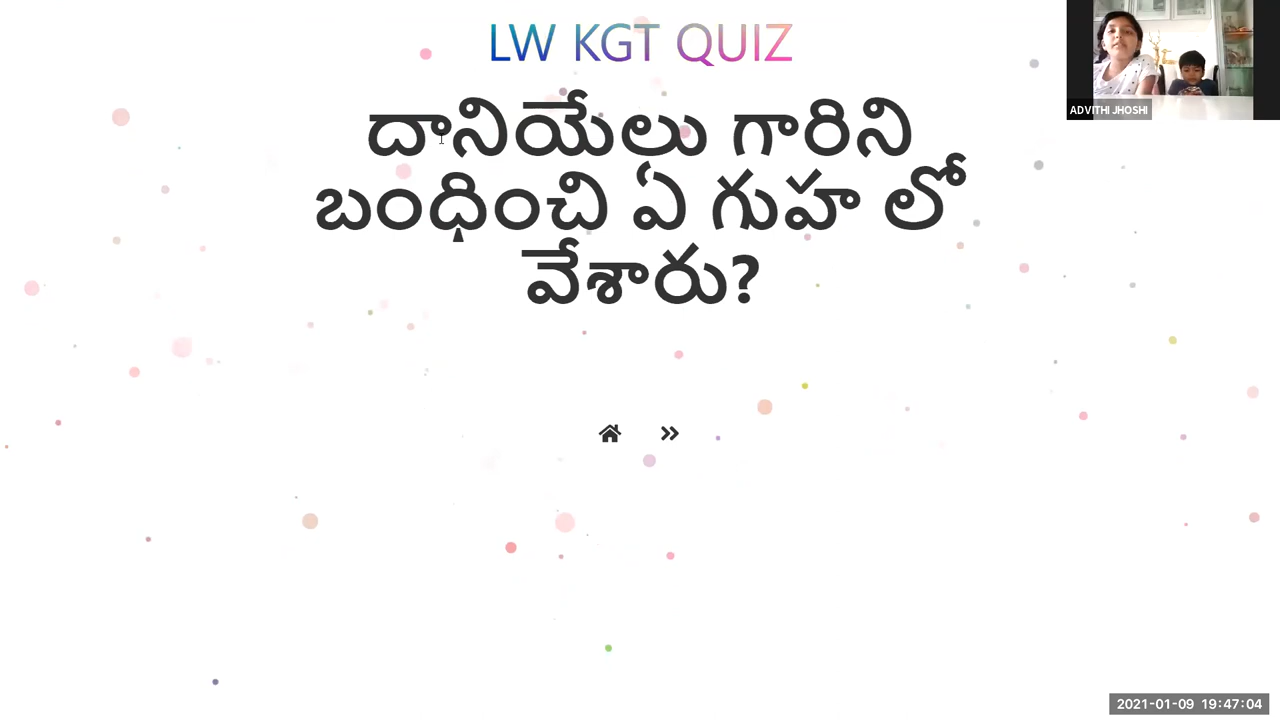 LW KGT QUIZ
దానియేలు గారిని
బంధించి ఏ గుహ లో
వేశారు?
ADVITHI JHOSHI
2021-01-09 19:47:04